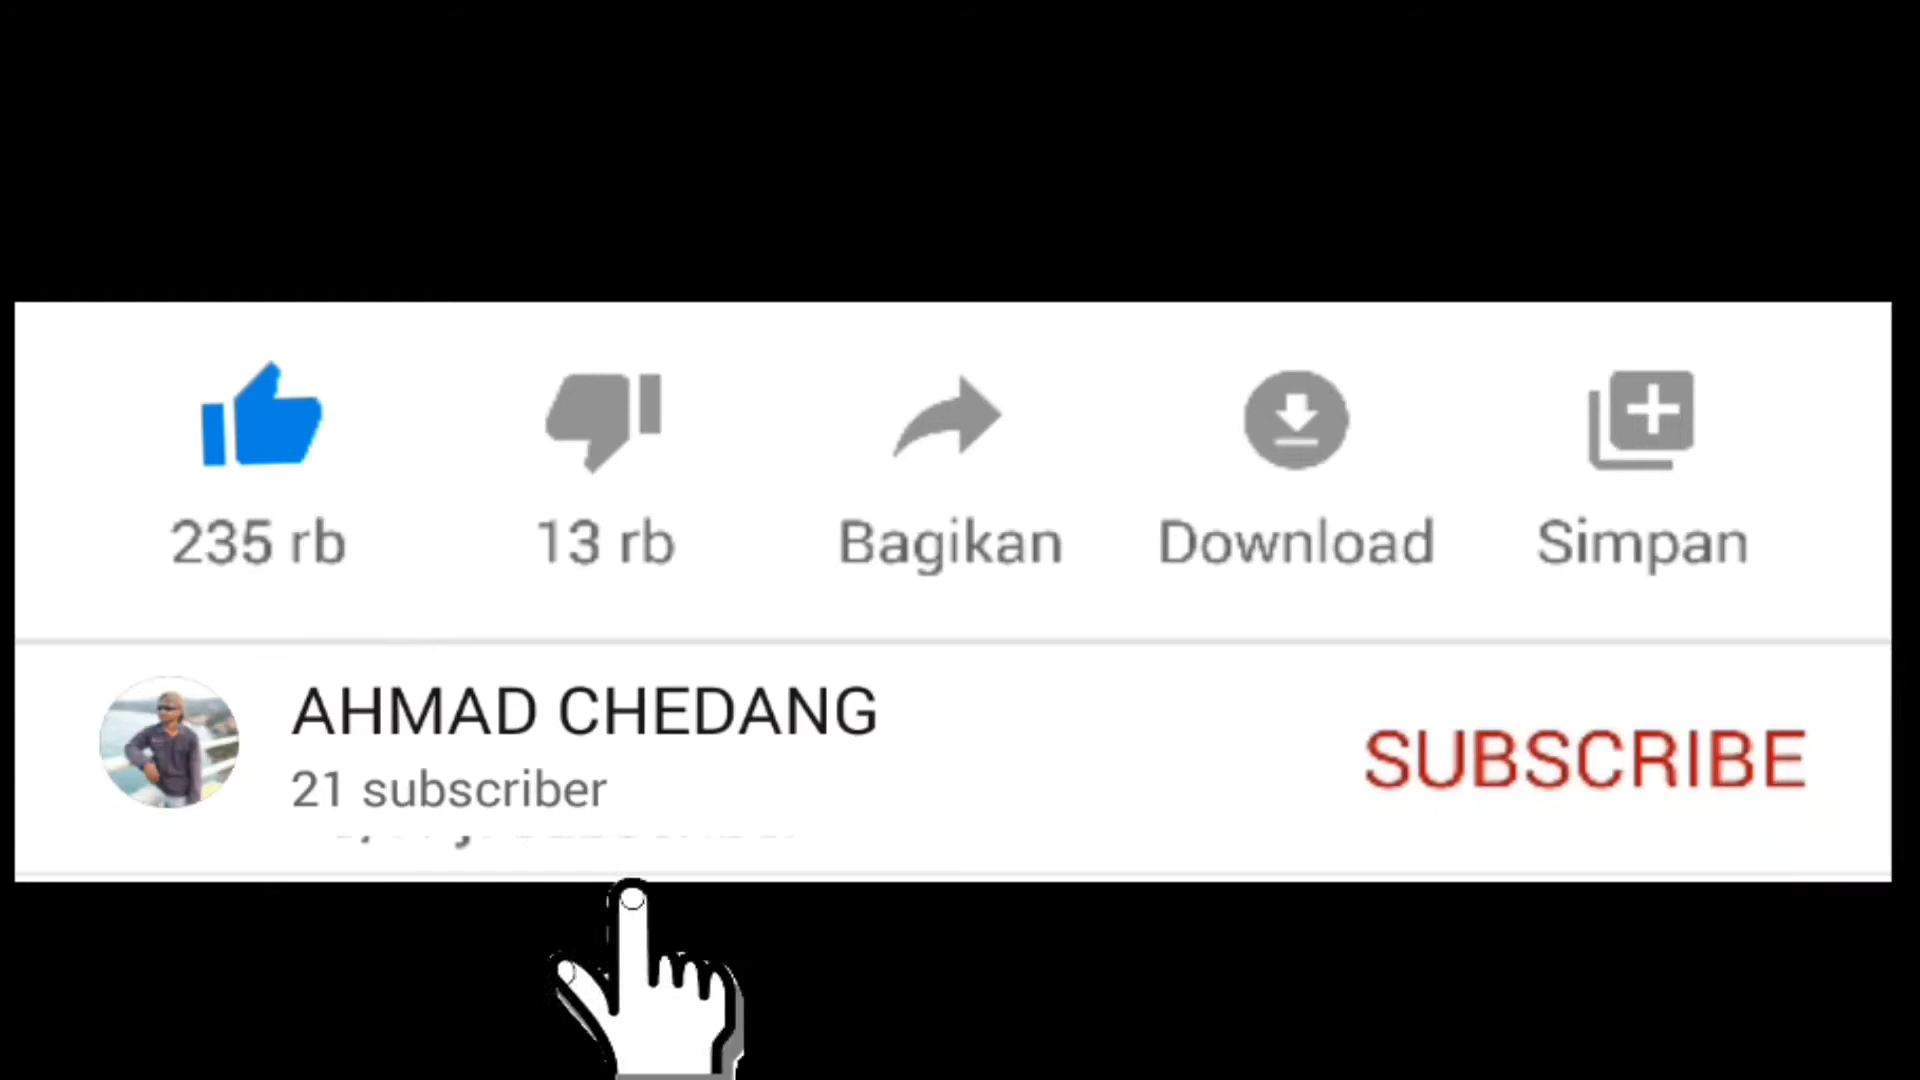 235 rb
13 rb
Bagikan
Download
Simpan
AHMAD CHEDANG
21 subscriber
SUBSCRIBE